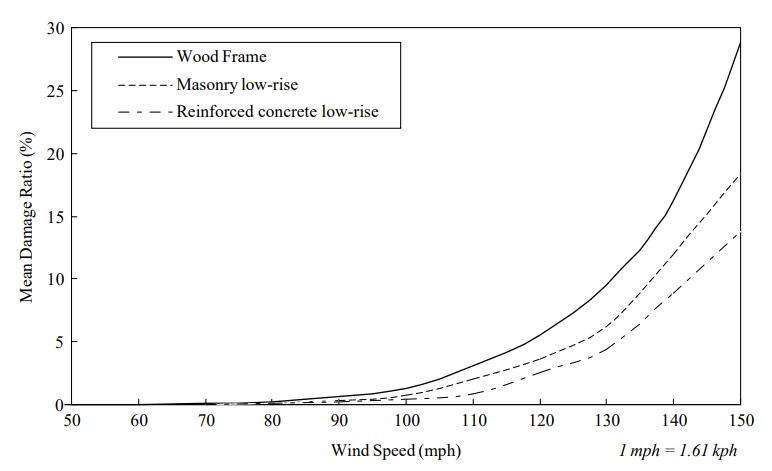 30
Wood Frame
Masonry low-rise
Reinforced concrete low-rise
25
20
15
10
5
0
Mean Damage Ratio (%)
50 60 70 80 90 100 110 120 130 140 150
Wind Speed (mph)
1 mph = 1.61 kph